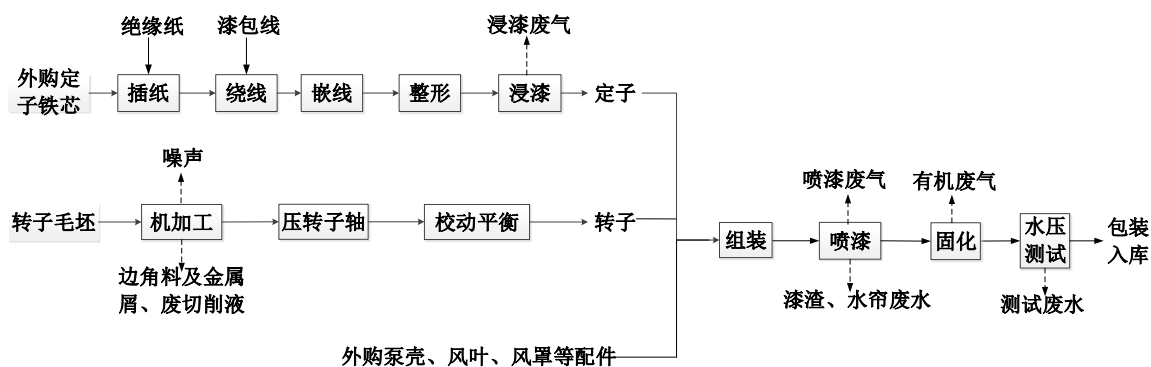 绝缘纸
漆包线
浸漆废气
外购定
子铁芯
插纸
绕线
嵌线
整形
浸漆
定子
噪声
转子毛坯
机加工
压转子轴
校动平衡
转子
边角料及金属
屑、废切削液
喷漆废气
有机废气
组装
喷漆
固化
水压
测试
包装
入库
漆渣、水帘废水
测试废水
外购泵壳、风叶、风罩等配件